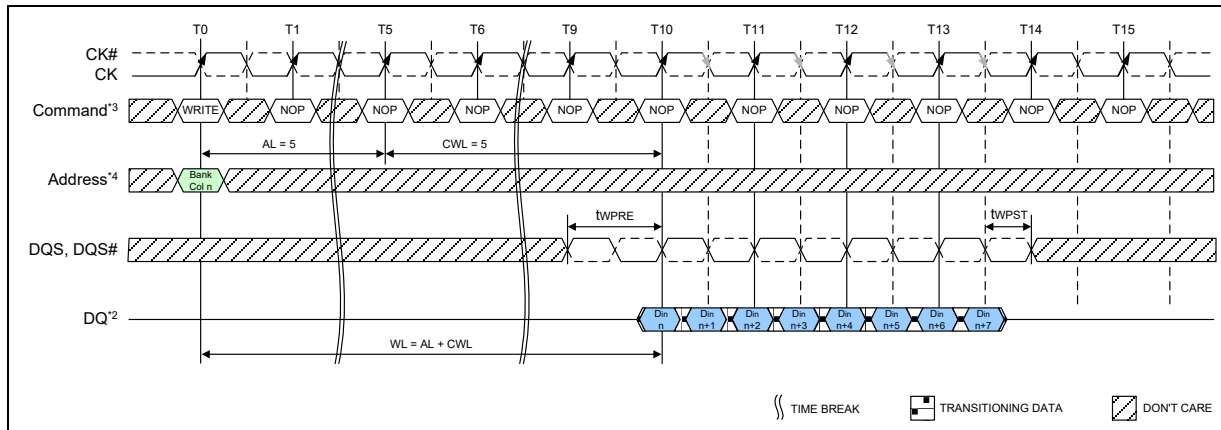 T0 T1 T5 T6 T9 T10 T11 T12 T13 T14 T15
CK#
CK
Command*3 WRITE NOP NOP NOP NOP NOP NOP NOP NOP NOP NOP
AL = 5 CWL = 5
Address*4 Bank
Col n
tWPRE tWPST
DQS, DQS#
DQ*2 Din Din Din Din Din Din Din Din
n n+1 n+2 n+3 n+4 n+5 n+6 n+7
WL = AL + CWL
TIME BREAK TRANSITIONING DATA DON'T CARE